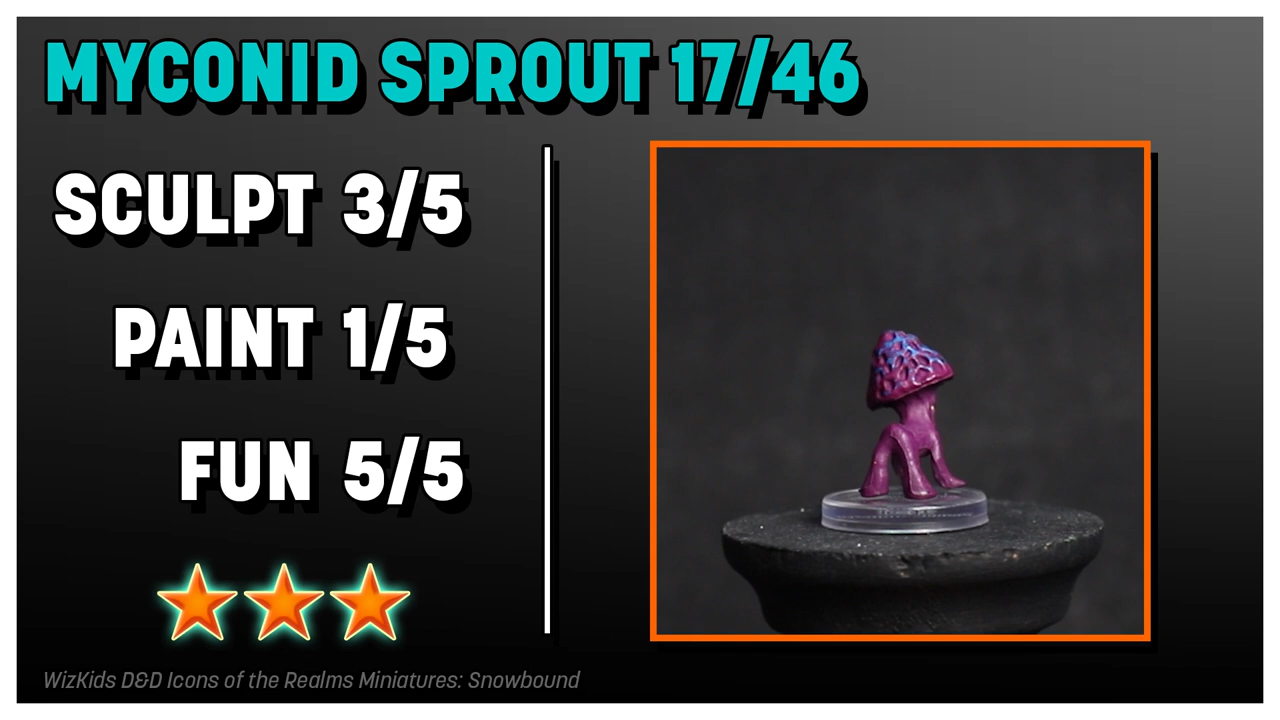 MYCONID SPROUT 17/46
SCULPT 3/5
PAINT 1/5
FUN 5/5
WizKids D&D Icons of the Realms Miniatures: Snowbound